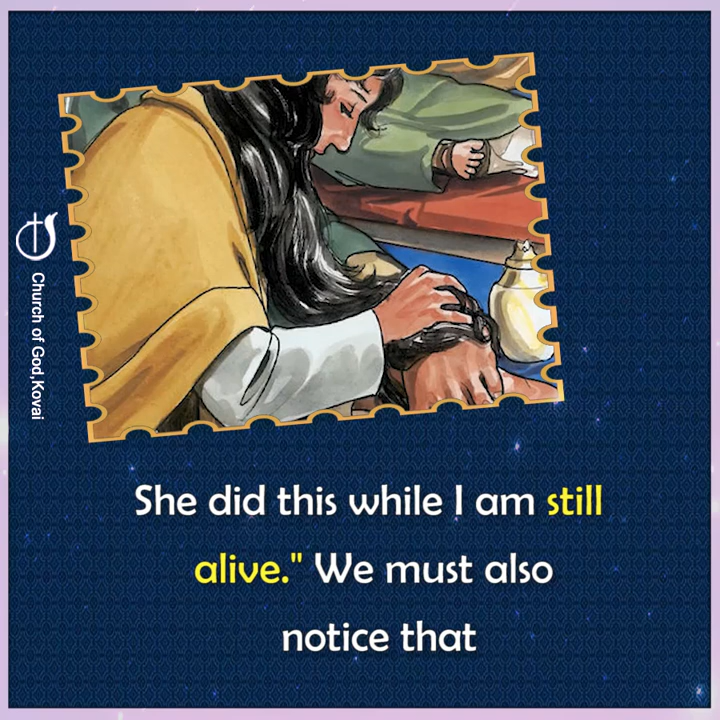 Church of God,Kovai
She did this while I am still
alive." We must also
notice that